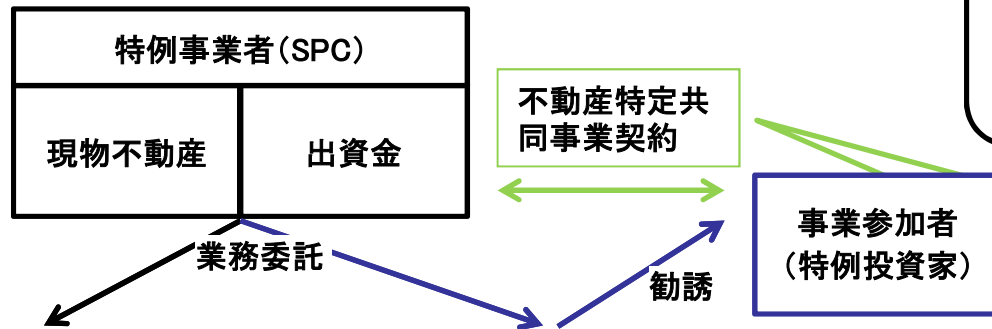 特例事業者(SPC)
現物不動産
出資金
不動産特定共
同事業契約
事業参加者
(特例投資家)
業務委託
勧誘